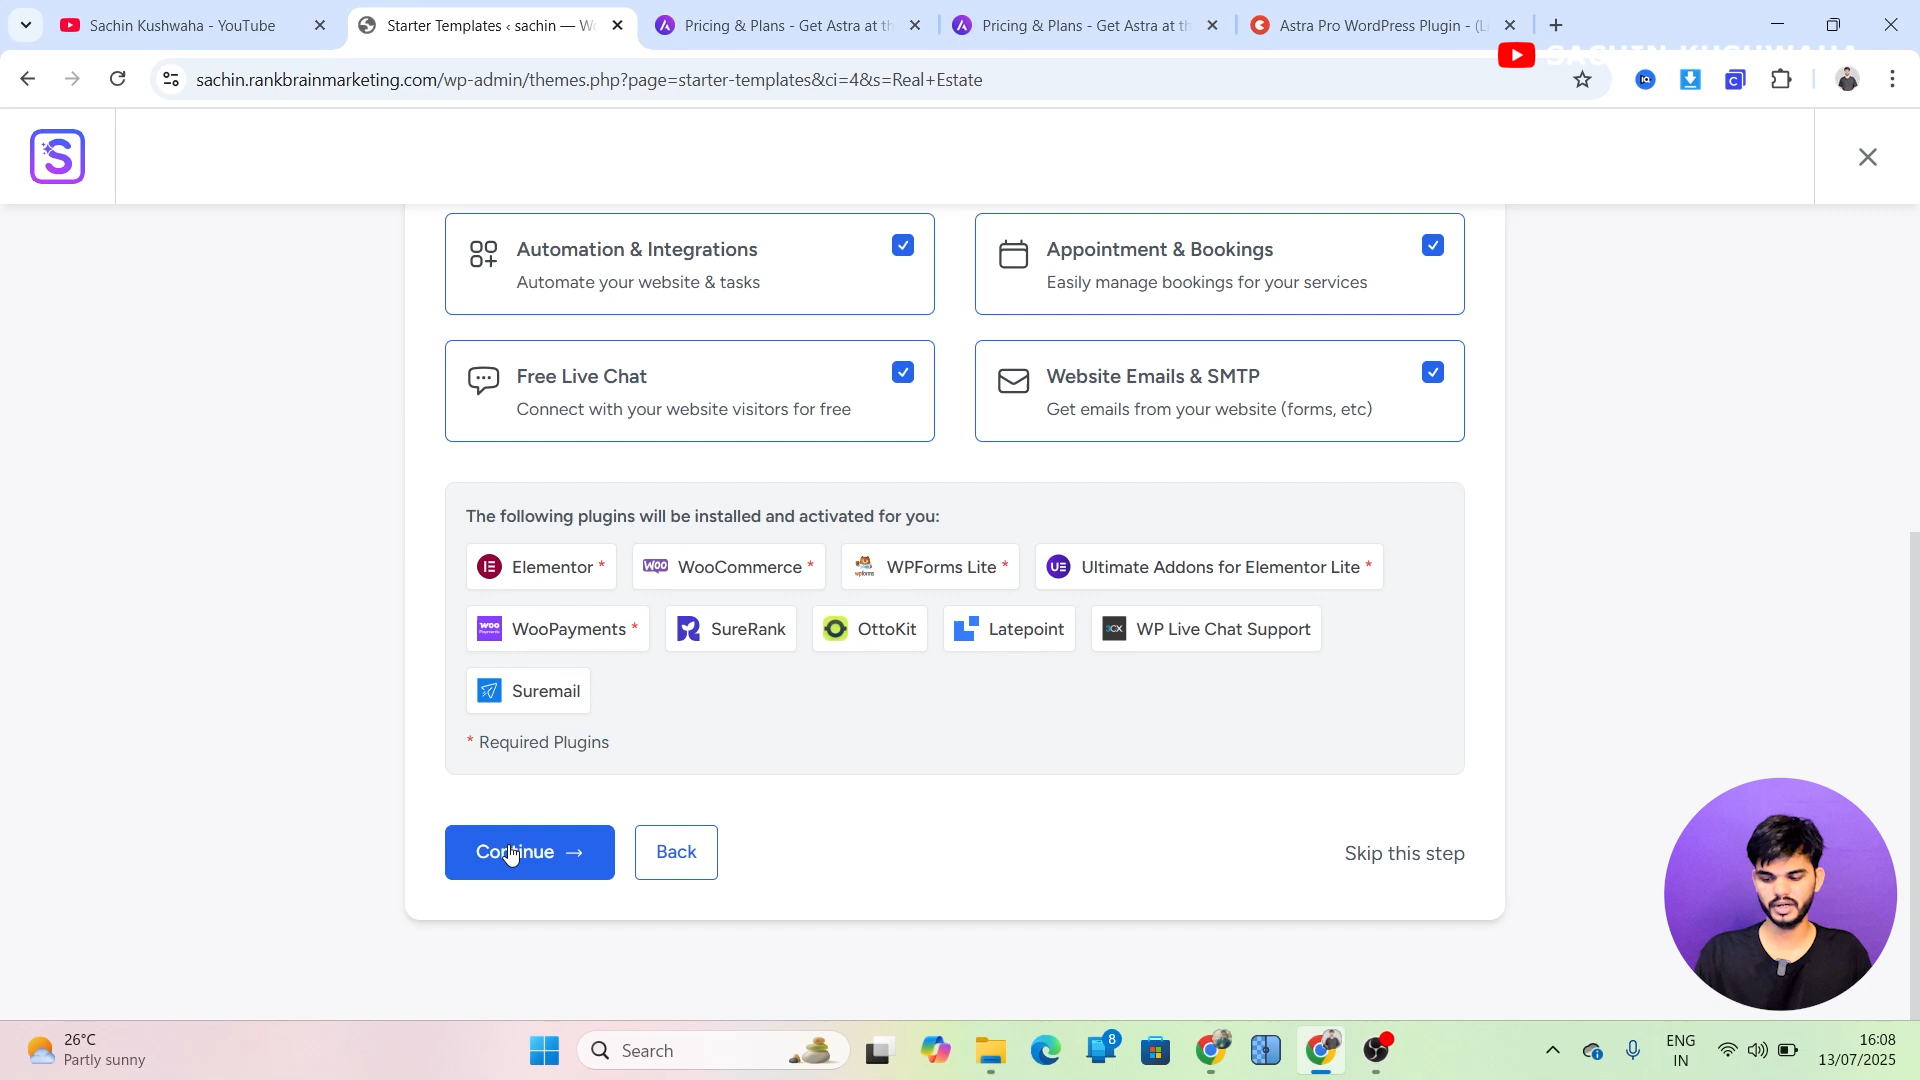 Sachin Kushwaha - YouTube
Starter Templates ‹ sachin — Wo
Pricing & Plans - Get Astra at th
Pricing & Plans - Get Astra at th
Astra Pro WordPress Plugin - (L
SACHIN KUSHWAHA
sachin.rankbrainmarketing.com/wp-admin/themes.php?page=starter-templates&ci=4&s=Real+Estate
Automation & Integrations
Automate your website & tasks
Appointment & Bookings
Easily manage bookings for your services
Free Live Chat
Connect with your website visitors for free
Website Emails & SMTP
Get emails from your website (forms, etc)
The following plugins will be installed and activated for you:
Elementor *
WooCommerce *
WPForms Lite *
Ultimate Addons for Elementor Lite *
WooPayments *
SureRank
OttoKit
Latepoint
WP Live Chat Support
Suremail
* Required Plugins
Continue →
Back
Skip this step
26°C
Partly sunny
Search
8
ENG
IN
16:08
13/07/2025